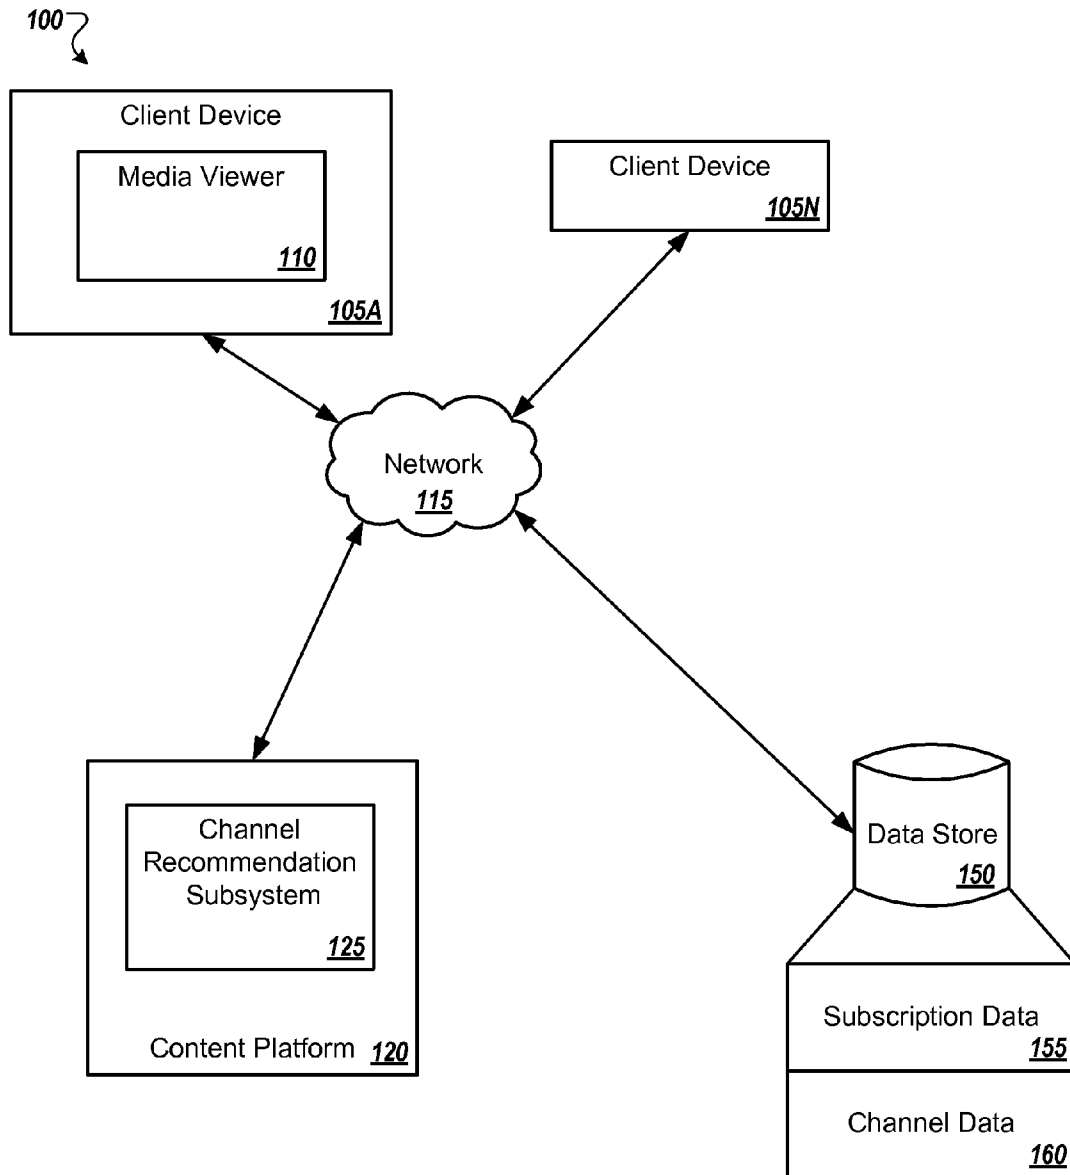 100
Client Device
Media Viewer
110
105A
Client Device
105N
Network
115
Channel
Recommendation
Subsystem
125
Content Platform 120
Data Store
150
Subscription Data
155
Channel Data
160